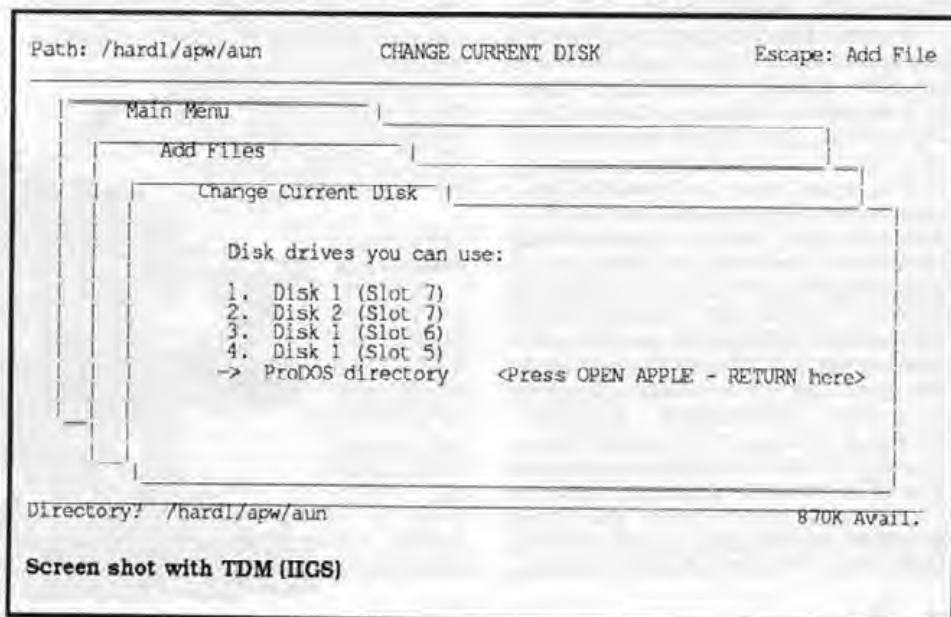 Path: /hard1/apw/aun CHANGE CURRENT DISK Escape: Add File
Main Menu
Add Files
Change Current Disk
Disk drives you can use:
1. Disk 1 (Slot 7)
2. Disk 2 (Slot 7)
3. Disk 1 (Slot 6)
4. Disk 1 (Slot 5)
-> ProDOS directory <Press OPEN APPLE - RETURN here>
Directory? /hard1/apw/aun 870K Avail.
Screen shot with TDM (IIGS)